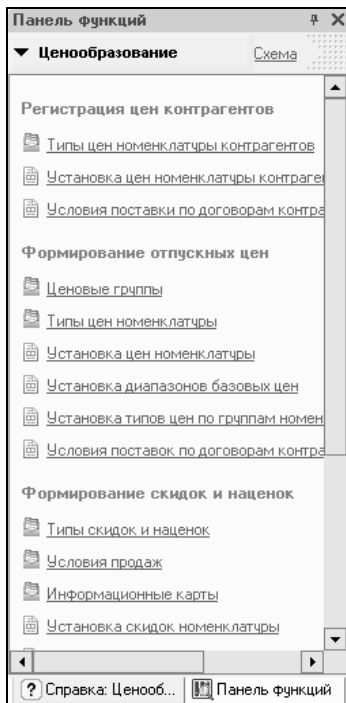 Панель функций
Ценообразование Схема
Регистрация цен контрагентов
Типы цен номенклатуры контрагентов
Установка цен номенклатуры контраге
Условия поставки по договорам контра
Формирование отпускных цен
Ценовые группы
Типы цен номенклатуры
Установка цен номенклатуры
Установка диапазонов базовых цен
Установка типов цен по группам номен
Условия поставок по договорам контра
Формирование скидок и наценок
Типы скидок и наценок
Условия продаж
Информационные карты
Установка скидок номенклатуры
Справка: Ценооб... Панель функций